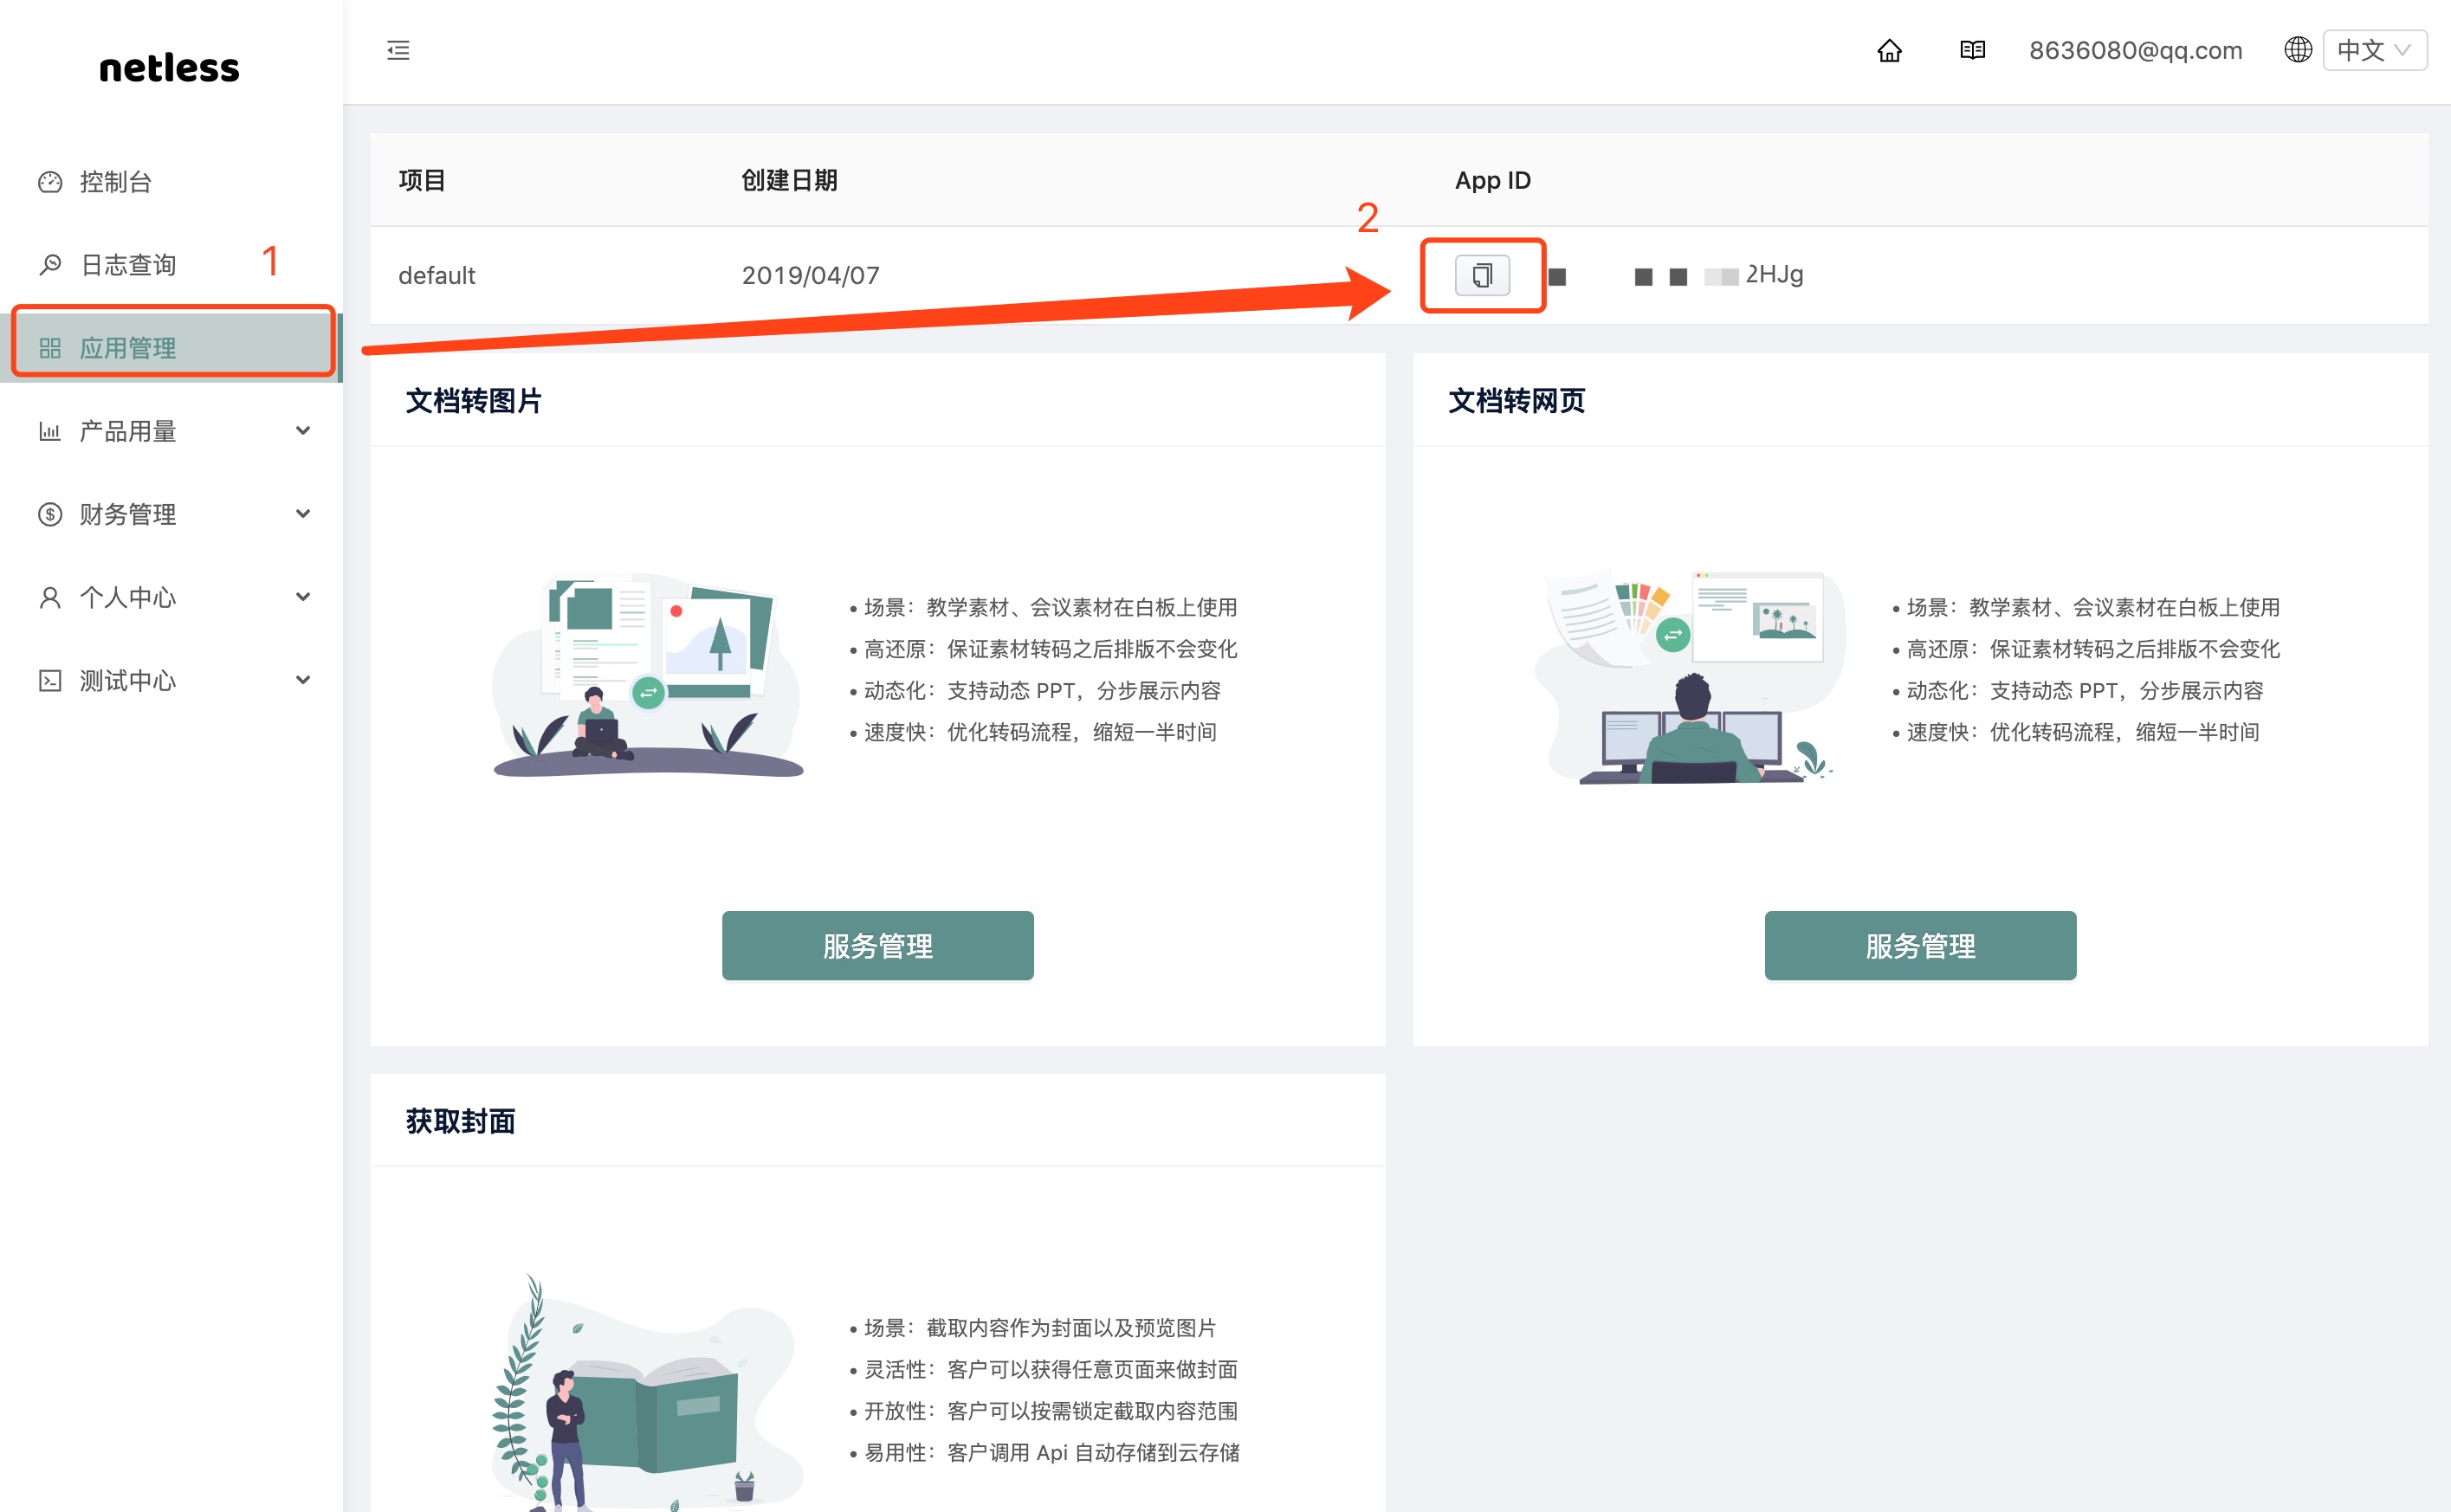 netless
8636080@qq.com
中文
控制台
日志查询
1
应用管理
产品用量
财务管理
个人中心
测试中心
项目
创建日期
App ID
2
default
2019/04/07
2HJg
文档转图片
场景：教学素材、会议素材在白板上使用
高还原：保证素材转码之后排版不会变化
动态化：支持动态 PPT，分步展示内容
速度快：优化转码流程，缩短一半时间
服务管理
文档转网页
场景：教学素材、会议素材在白板上使用
高还原：保证素材转码之后排版不会变化
动态化：支持动态 PPT，分步展示内容
速度快：优化转码流程，缩短一半时间
服务管理
获取封面
场景：截取内容作为封面以及预览图片
灵活性：客户可以获得任意页面来做封面
开放性：客户可以按需锁定截取内容范围
易用性：客户调用 Api 自动存储到云存储